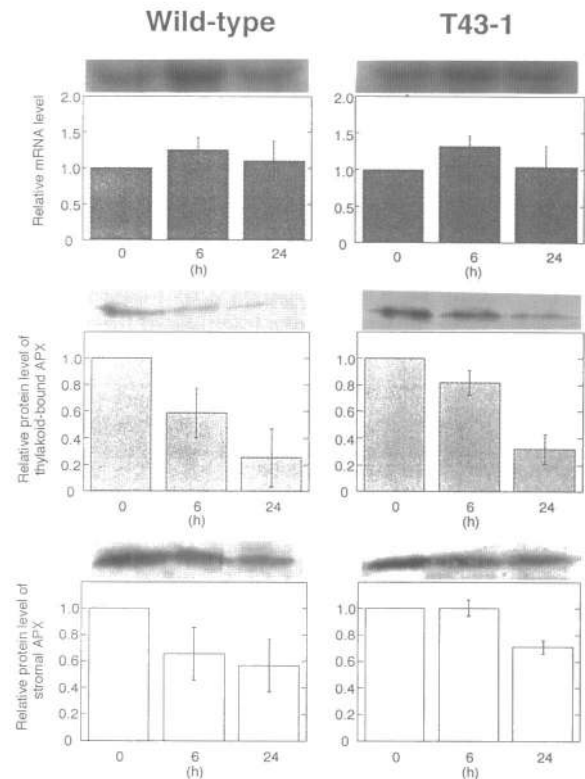 Wild-type T43-1
Relative mRNA level
2.0
1.5
1.0
0.5
0
0 6 24
(h)
2.0
1.5
1.0
0.5
0
0 6 24
(h)
Relative protein level of
thylakoid-bound APX
1.0
0.8
0.6
0.4
0.2
0
0 6 24
(h)
1.0
0.8
0.6
0.4
0.2
0
0 6 24
(h)
Relative protein level of
stromal APX
1.0
0.8
0.6
0.4
0.2
0
0 6 24
(h)
1.0
0.8
0.6
0.4
0.2
0
0 6 24
(h)